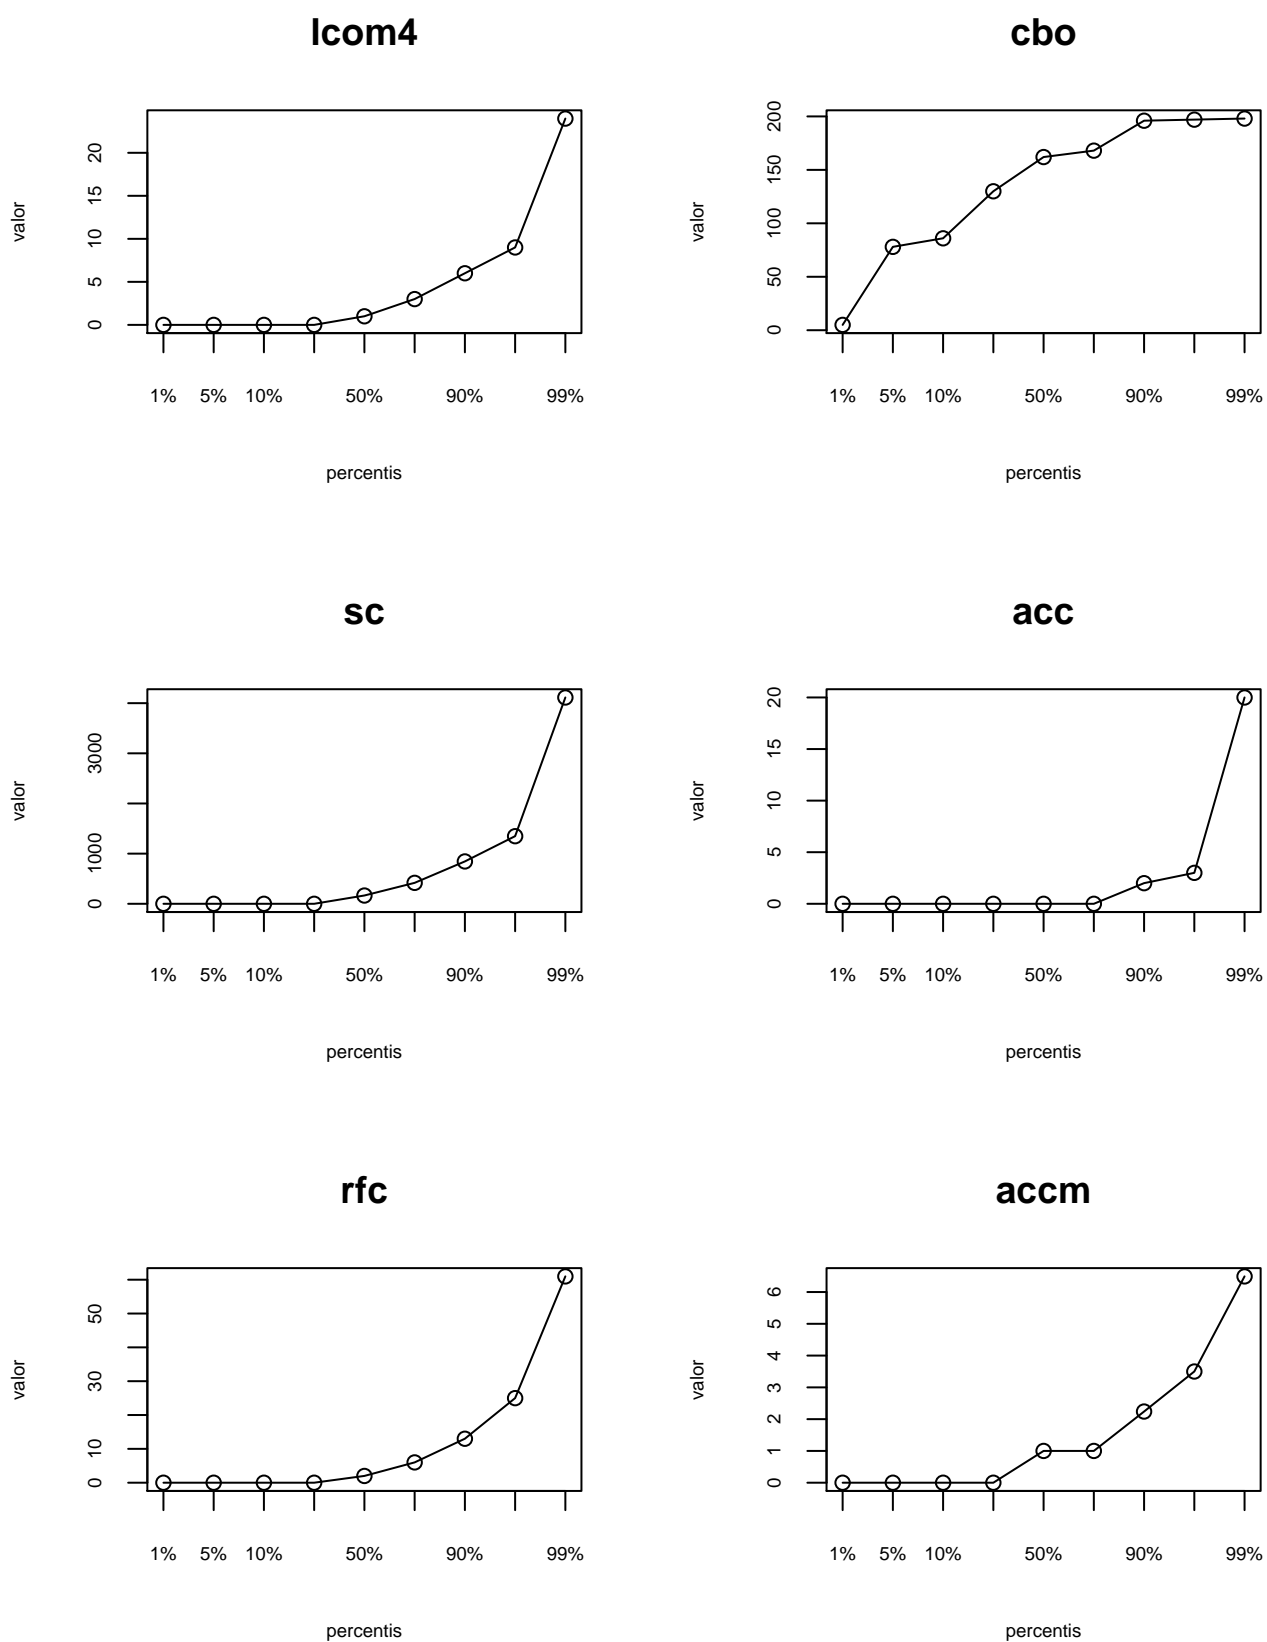 lcom4
valor
0 5 10 15 20
1% 5% 10% 50% 90% 99%
percentis
cbo
valor
0 50 100 150 200
1% 5% 10% 50% 90% 99%
percentis
sc
valor
0 1000 3000
1% 5% 10% 50% 90% 99%
percentis
acc
valor
0 5 10 15 20
1% 5% 10% 50% 90% 99%
percentis
rfc
valor
0 10 30 50
1% 5% 10% 50% 90% 99%
percentis
accm
valor
0 1 2 3 4 5 6
1% 5% 10% 50% 90% 99%
percentis